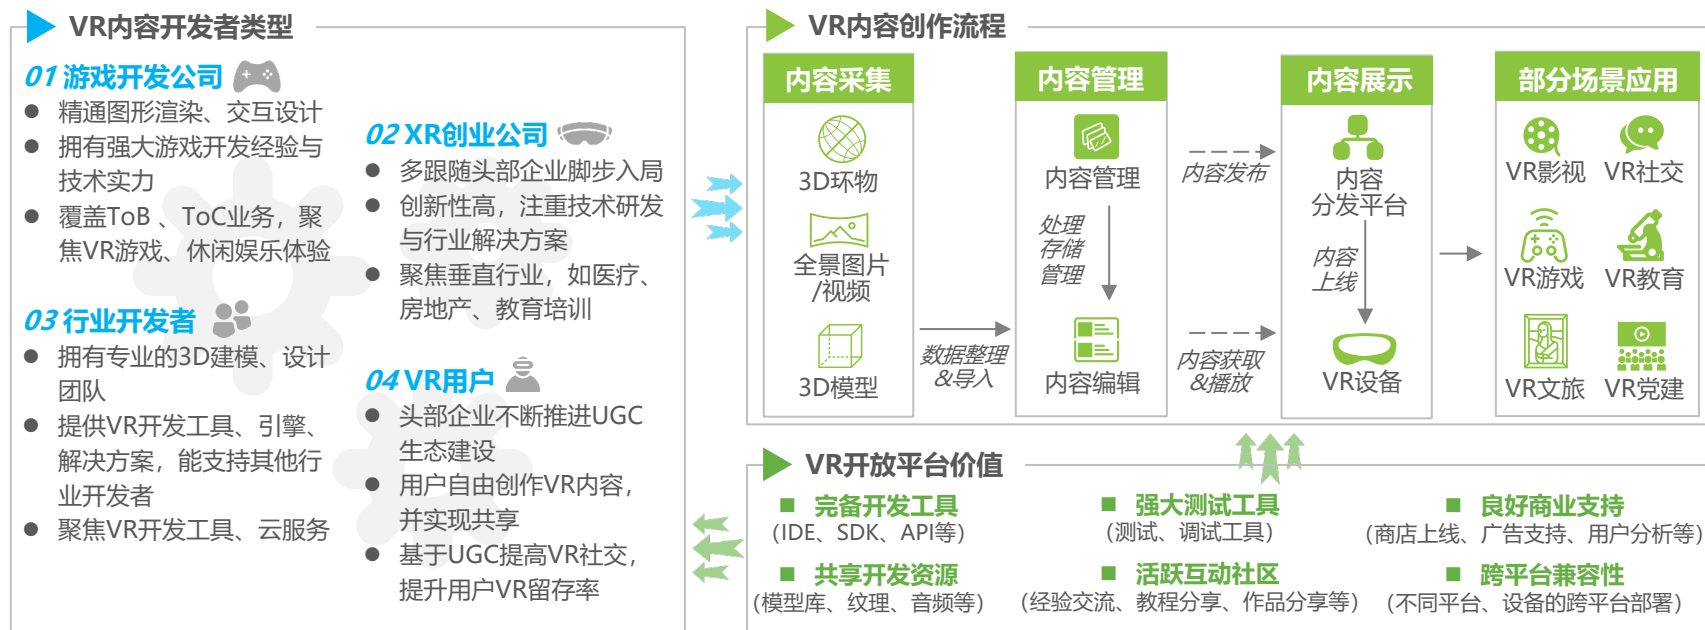 VR内容开发者类型
01 游戏开发公司
● 精通图形渲染、交互设计
● 拥有强大游戏开发经验与
技术实力
● 覆盖ToB 、ToC业务，聚
焦VR游戏、休闲娱乐体验
02 XR创业公司
● 多跟随头部企业脚步入局
● 创新性高，注重技术研发
与行业解决方案
● 聚焦垂直行业，如医疗、
房地产、教育培训
03 行业开发者
● 拥有专业的3D建模、设计
团队
● 提供VR开发工具、引擎、
解决方案，能支持其他行
业开发者
● 聚焦VR开发工具、云服务
04 VR用户
● 头部企业不断推进UGC
生态建设
● 用户自由创作VR内容，
并实现共享
● 基于UGC提高VR社交，
提升用户VR留存率
VR内容创作流程
内容采集
3D环物
全景图片
/视频
3D模型
数据整理
&导入
内容管理
内容管理
处理
存储
管理
内容编辑
内容发布
内容获取
&播放
内容展示
内容
分发平台
内容
上线
VR设备
部分场景应用
VR影视
VR社交
VR游戏
VR教育
VR文旅
VR党建
VR开放平台价值
■ 完备开发工具
（IDE、SDK、API等）
■ 强大测试工具
（测试、调试工具）
■ 良好商业支持
（商店上线、广告支持、用户分析等）
■ 共享开发资源
（模型库、纹理、音频等）
■ 活跃互动社区
（经验交流、教程分享、作品分享等）
■ 跨平台兼容性
（不同平台、设备的跨平台部署）